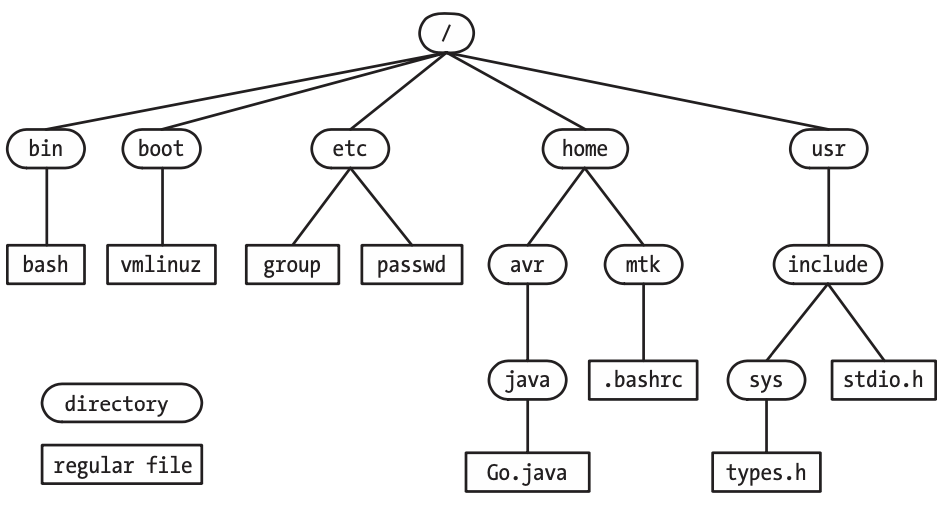 /
bin
boot
etc
home
usr
bash
vmlinuz
group
passwd
avr
mtk
include
java
.bashrc
sys
stdio.h
directory
regular file
Go.java
types.h